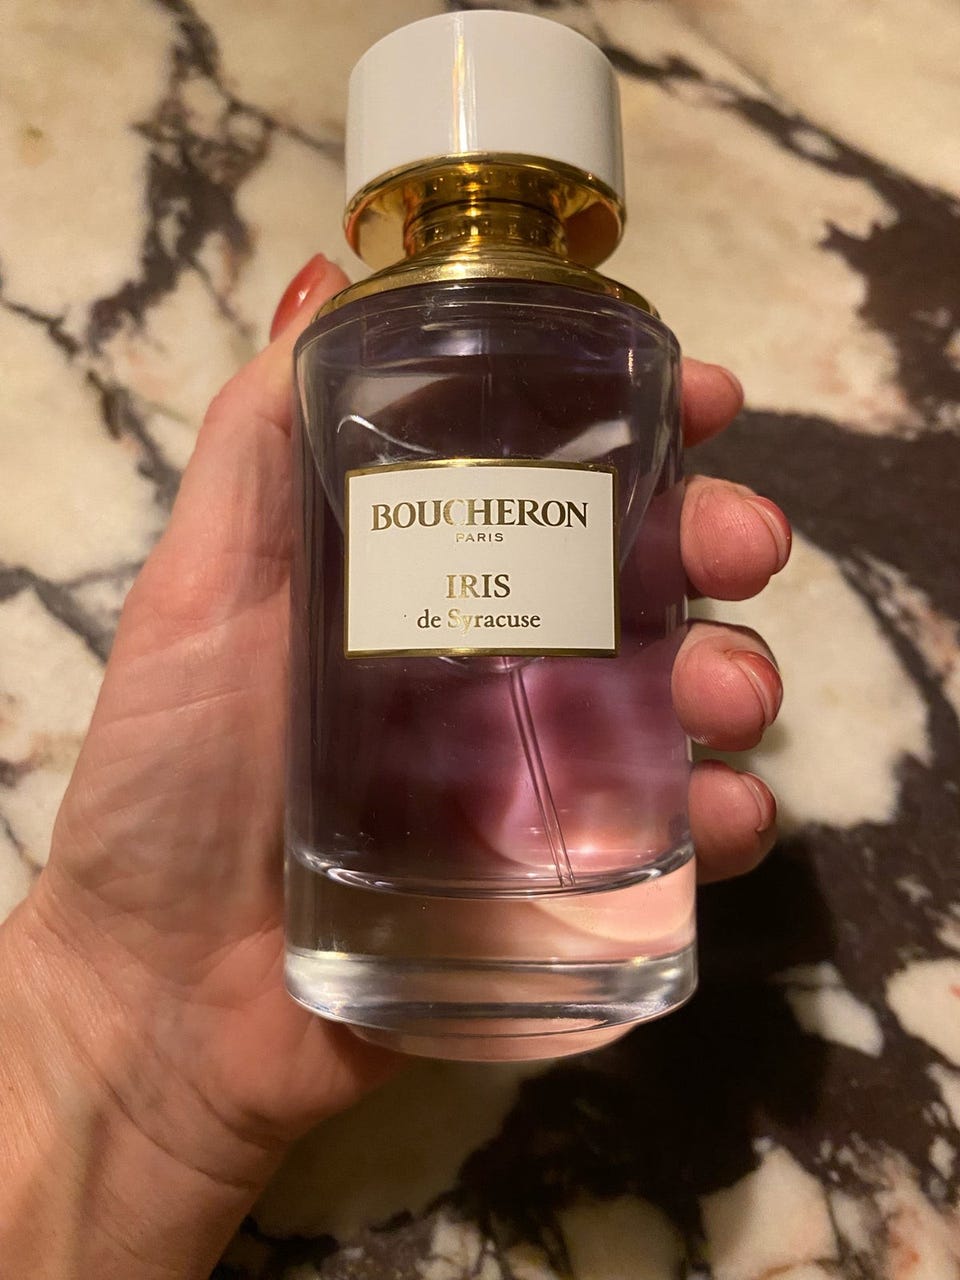 BOUCHERON
PARIS
IRIS
de Syracuse